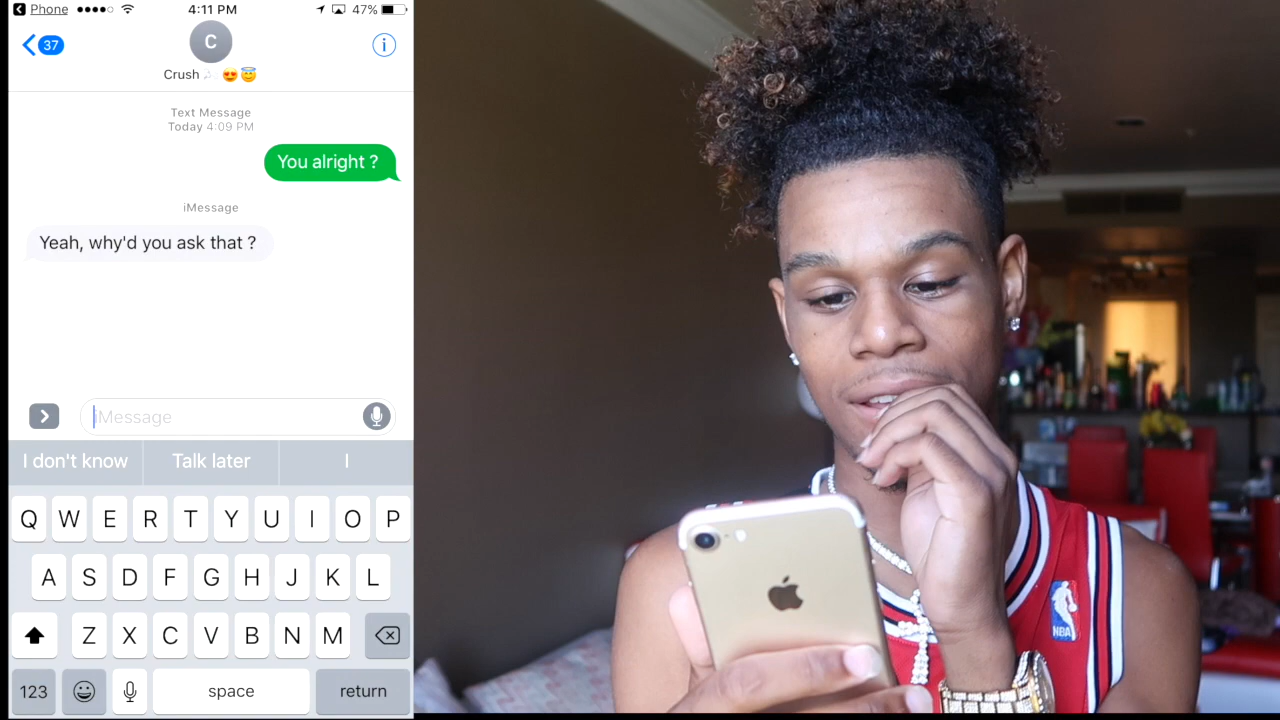 Phone
4:11 PM
47%
37
C
i
Crush
Text Message
Today 4:09 PM
You alright ?
iMessage
Yeah, why'd you ask that ?
iMessage
I don't know
Talk later
I
Q W E R T Y U I O P
A S D F G H J K L
Z X C V B N M
123
space
return
NBA